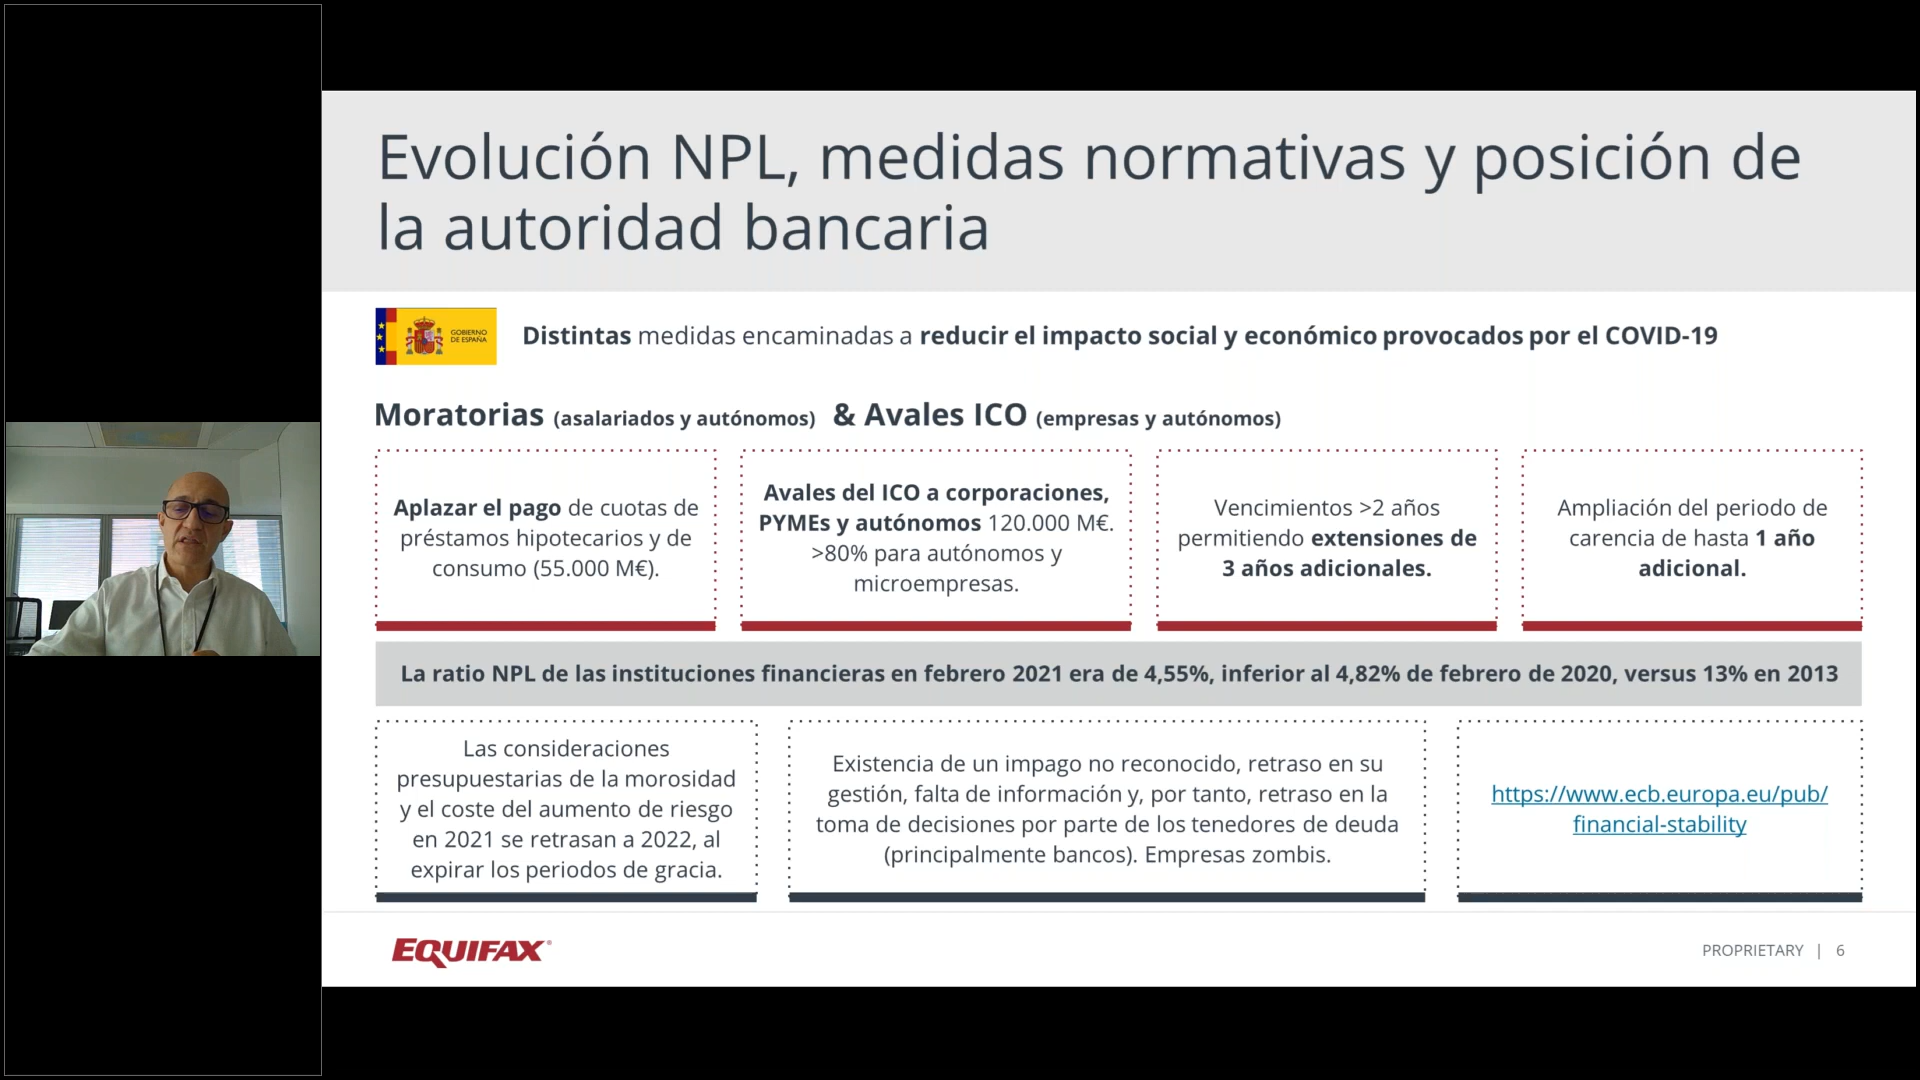 Evolución NPL, medidas normativas y posición de
la autoridad bancaria
GOBIERNO
DE ESPAÑA
Distintas medidas encaminadas a reducir el impacto social y económico provocados por el COVID-19
Moratorias (asalariados y autónomos) & Avales ICO (empresas y autónomos)
Aplazar el pago de cuotas de
préstamos hipotecarios y de
consumo (55.000 M€).
Avales del ICO a corporaciones,
PYMEs y autónomos 120.000 M€.
>80% para autónomos y
microempresas.
Vencimientos >2 años
permitiendo extensiones de
3 años adicionales.
Ampliación del periodo de
carencia de hasta 1 año
adicional.
La ratio NPL de las instituciones financieras en febrero 2021 era de 4,55%, inferior al 4,82% de febrero de 2020, versus 13% en 2013
Las consideraciones
presupuestarias de la morosidad
y el coste del aumento de riesgo
en 2021 se retrasan a 2022, al
expirar los periodos de gracia.
Existencia de un impago no reconocido, retraso en su
gestión, falta de información y, por tanto, retraso en la
toma de decisiones por parte de los tenedores de deuda
(principalmente bancos). Empresas zombis.
https://www.ecb.europa.eu/pub/
financial-stability
EQUIFAX®
PROPRIETARY | 6